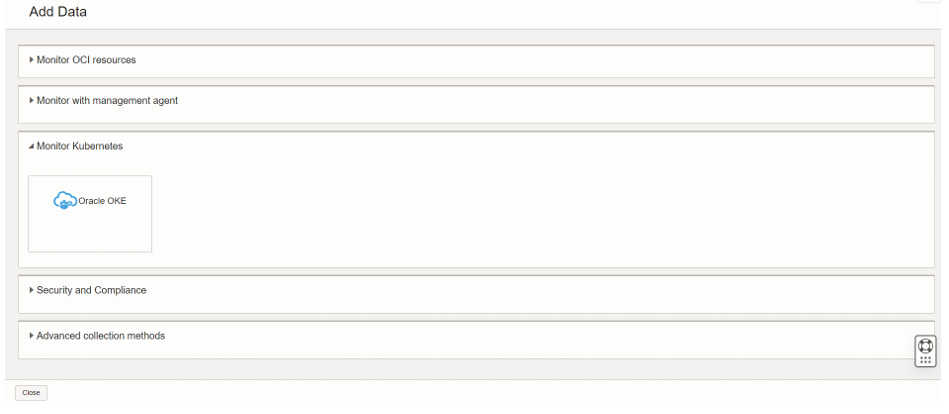 Add Data
Monitor OCI resources
Monitor with management agent
Monitor Kubernetes
Oracle OKE
Security and Compliance
Advanced collection methods
Close